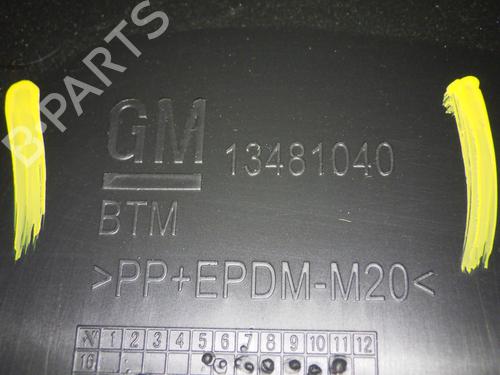 GM 13481040
BTM
>PP+EPDM-M20<
N 1 2 3 4 5 6 7 8 9 10 11 12
16
B-PARTS